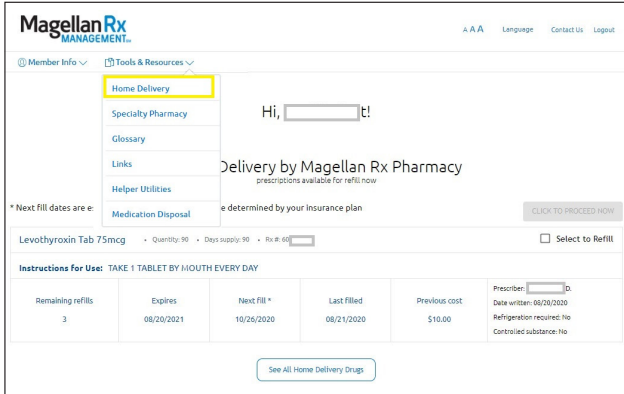 Magellan Rx
MANAGEMENT
A A A Language Contact Us Logout
Member Info Tools & Resources
Home Delivery
Specialty Pharmacy
Glossary
Links
Helper Utilities
Medication Disposal
Hi, t!
Delivery by Magellan Rx Pharmacy
prescriptions available for refill now
* Next fill dates are e e determined by your insurance plan
CLICK TO PROCEED NOW
Levothyroxin Tab 75mcg • Quantity: 90 • Days supply: 90 • Rx #: 60 Select to Refill
Instructions for Use: TAKE 1 TABLET BY MOUTH EVERY DAY
Remaining refills Expires Next fill * Last filled Previous cost
3 08/20/2021 10/26/2020 08/21/2020 $10.00
Prescriber: D.
Date written: 08/20/2020
Refrigeration required: No
Controlled substance: No
See All Home Delivery Drugs